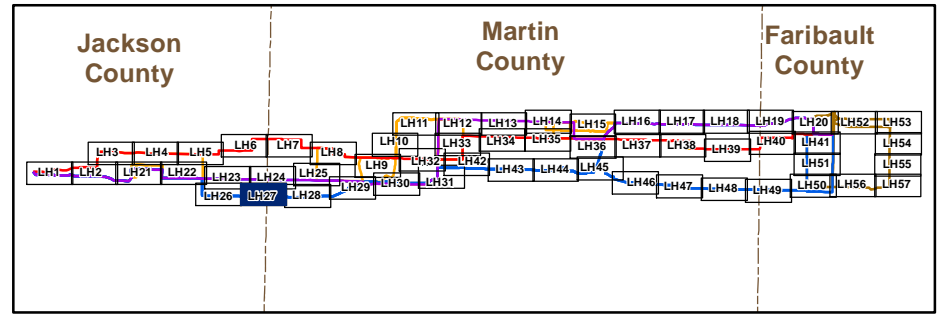 Jackson
County
Martin
County
Faribault
County
LH11 LH12 LH13 LH14 LH15 LH16 LH17 LH18 LH19 LH20 LH52 LH53
LH6 LH7 LH10 LH33 LH34 LH35 LH36 LH37 LH38 LH39 LH40 LH41 LH54
LH3 LH4 LH5 LH8 LH9 LH32 LH42 LH51 LH55
LH1 LH2 LH21 LH22 LH23 LH24 LH25 LH29 LH30 LH31 LH43 LH44 LH45 LH46 LH47 LH48 LH49 LH50 LH56 LH57
LH26 LH27 LH28